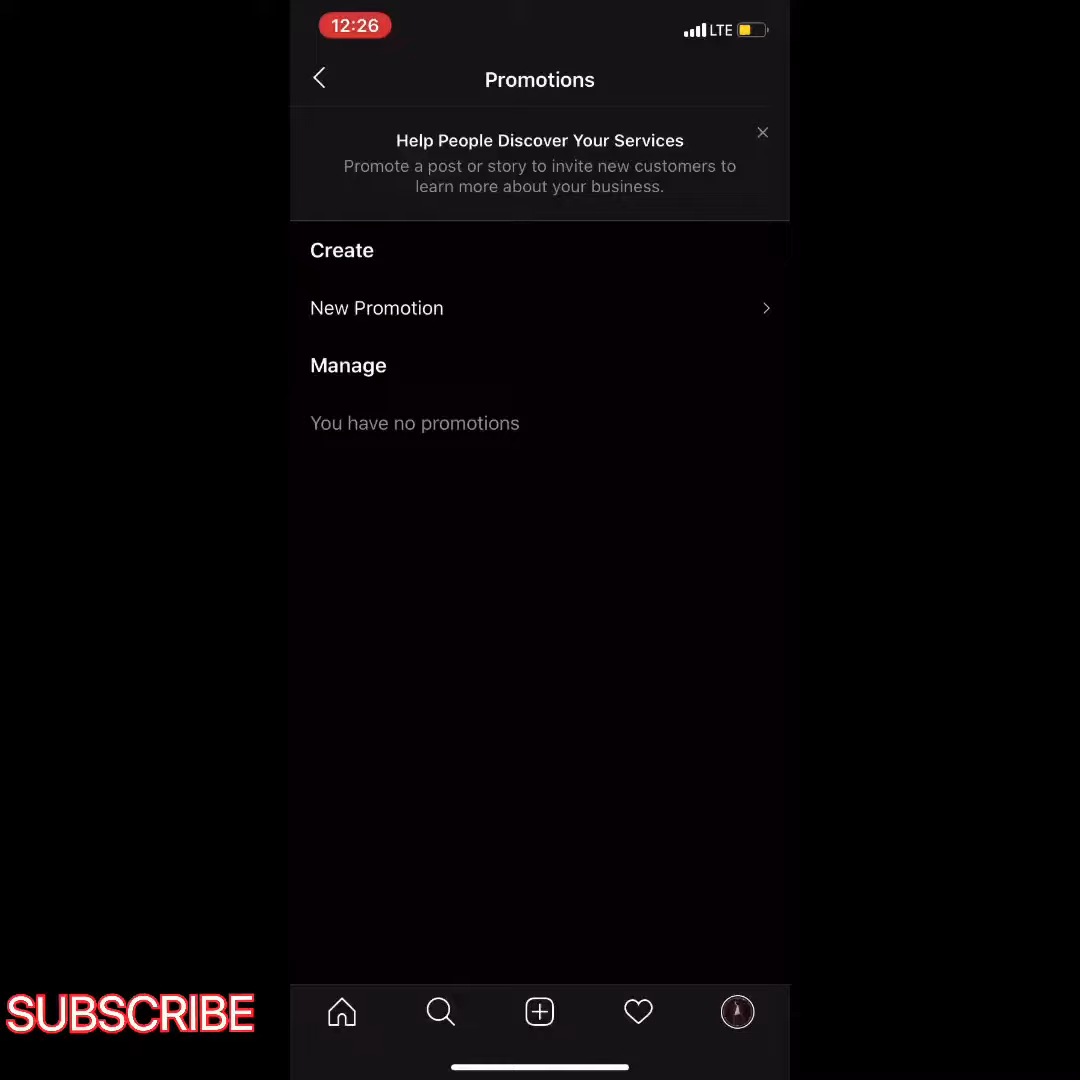 12:26
LTE
Promotions
Help People Discover Your Services
Promote a post or story to invite new customers to
learn more about your business.
Create
New Promotion
Manage
You have no promotions
SUBSCRIBE